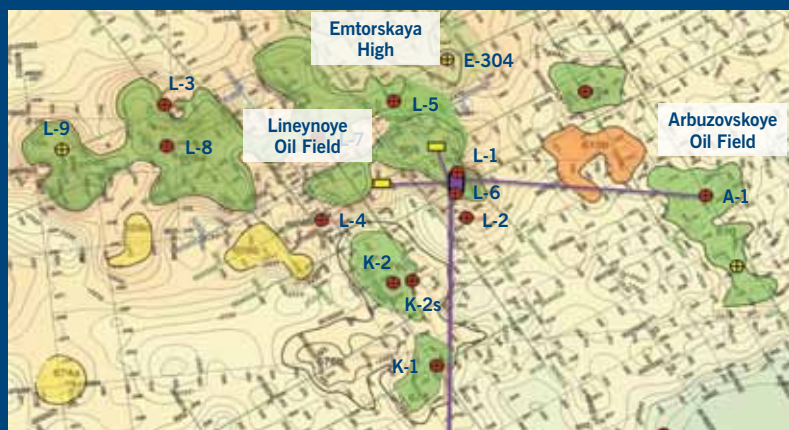 Emtorskaya
High
E-304
L-3
L-5
Arbuzovskoye
Oil Field
Lineynoye
Oil Field
L-9
L-8
L-7
L-1
L-6
A-1
L-4
L-2
K-2
K-2s
K-1